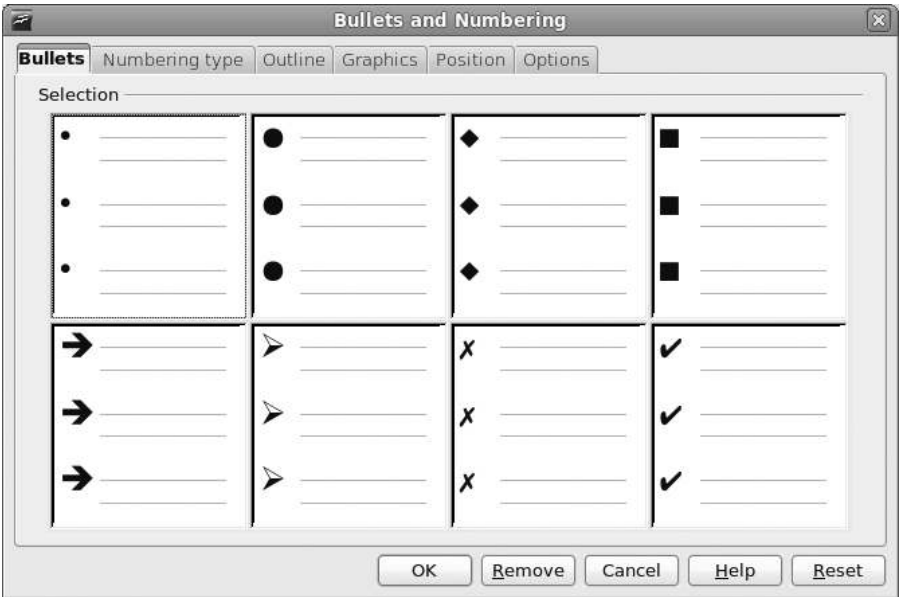 Bullets and Numbering
Bullets Numbering type Outline Graphics Position Options
Selection
OK Remove Cancel Help Reset